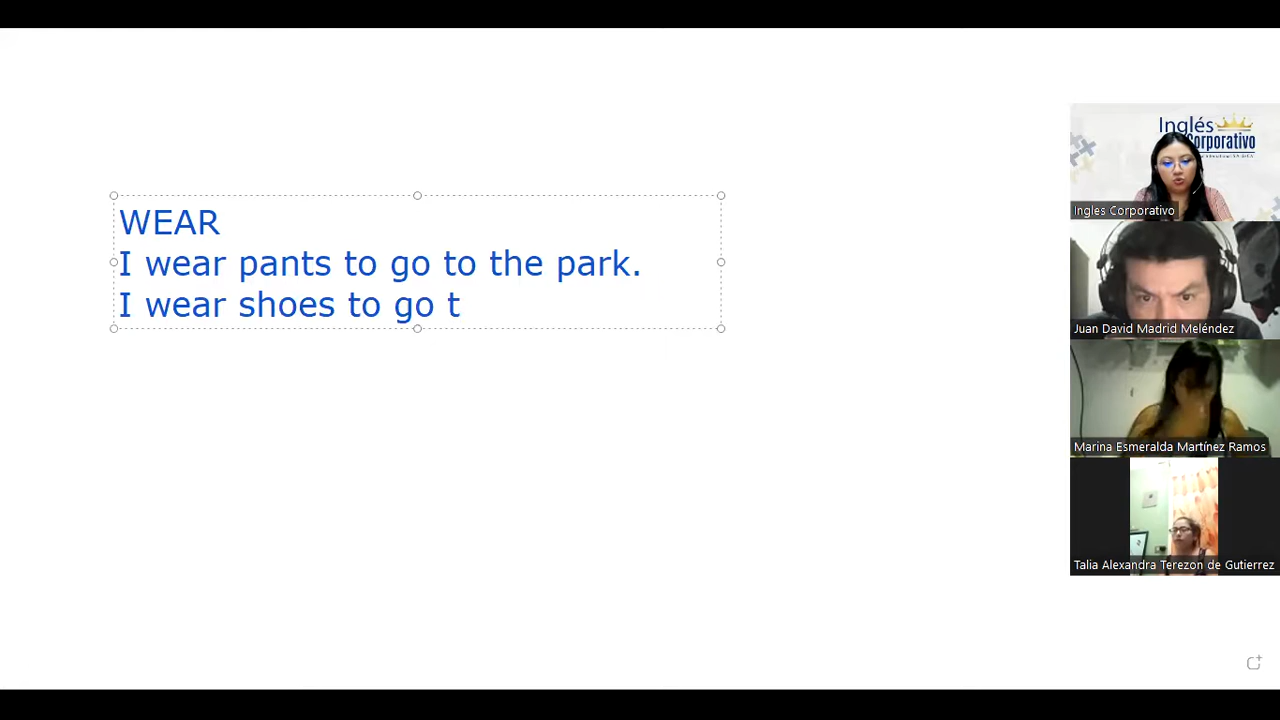 WEAR
I wear pants to go to the park.
I wear shoes to go t
Inglés
Corporativo
Ingles Corporativo
Juan David Madrid Meléndez
Marina Esmeralda Martínez Ramos
Talia Alexandra Terezon de Gutierrez